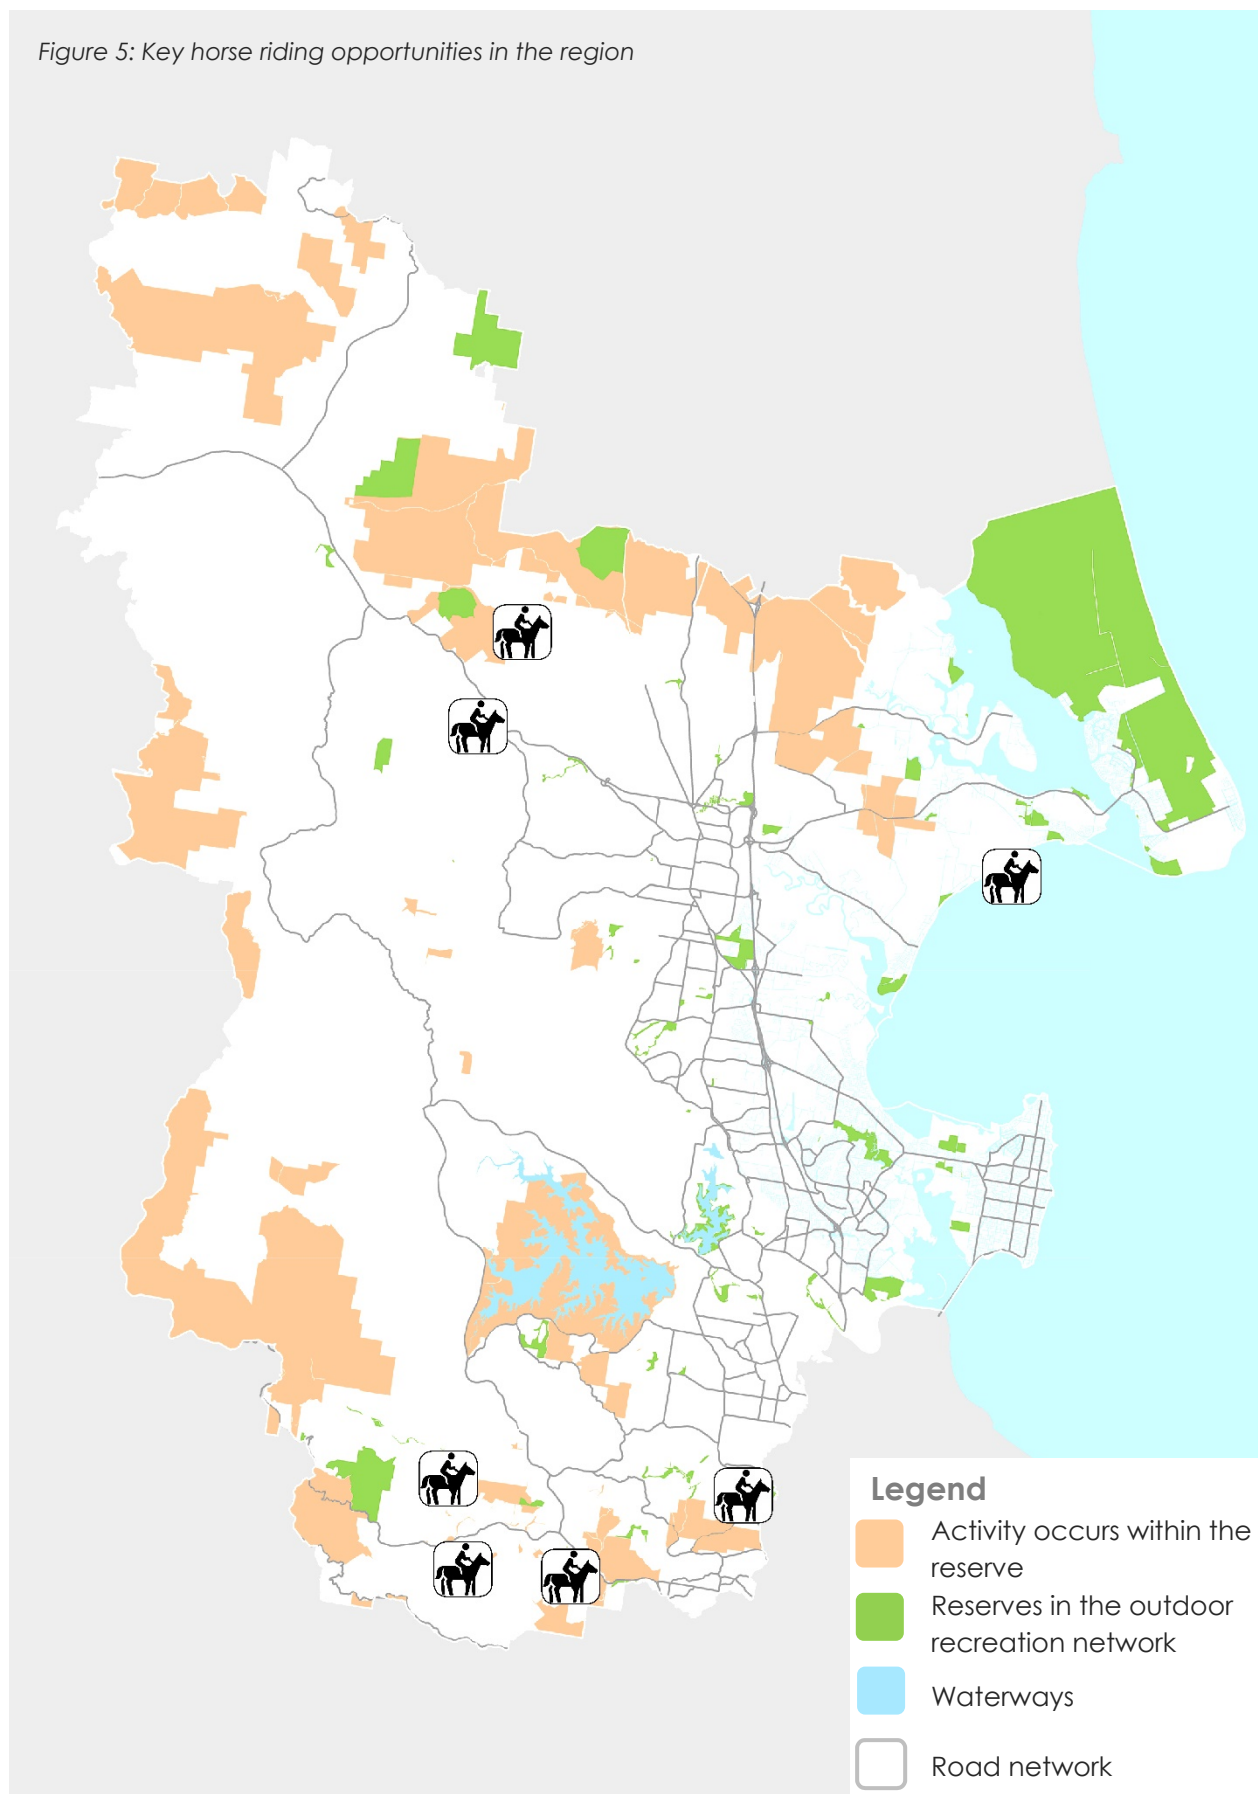 Figure 5: Key horse riding opportunities in the region
Legend
Activity occurs within the
reserve
Reserves in the outdoor
recreation network
Waterways
Road network